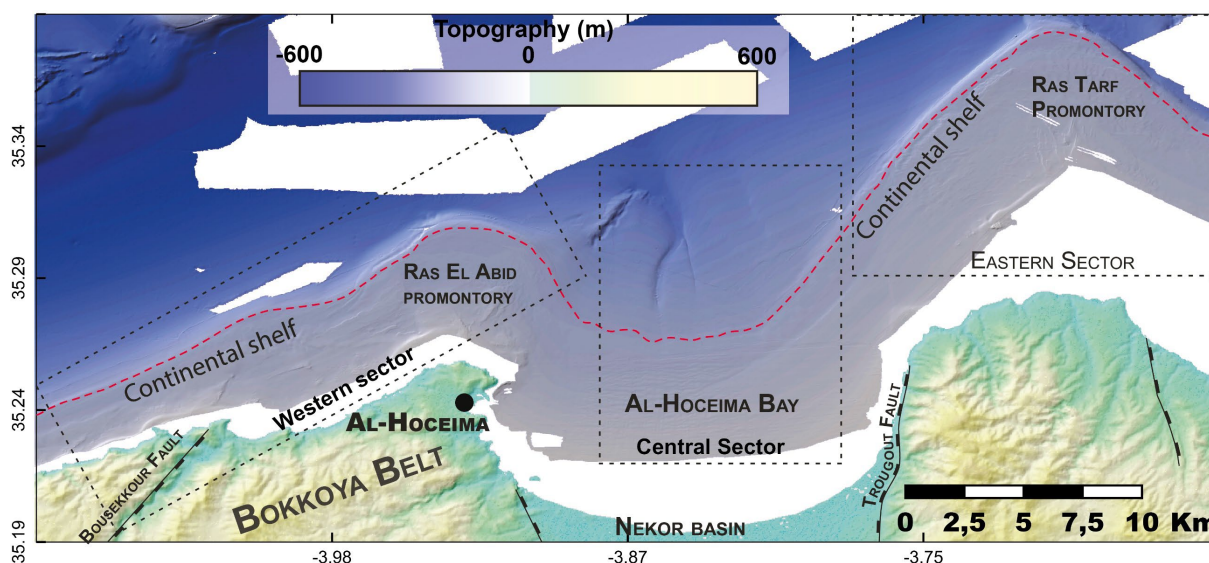 Topography (m)
-600 0 600
Ras Tarf
Promontory
Continental shelf
35.34
Ras El Abid
promontory
Eastern Sector
35.29
Continental shelf
Western sector
Al-Hoceima Bay
35.24
Al-Hoceima
Central Sector
Bousekkour Fault
Bokkoya Belt
Trougout Fault
Nekor basin
0 2,5 5 7,5 10 Km
35.19
-3.98 -3.87 -3.75